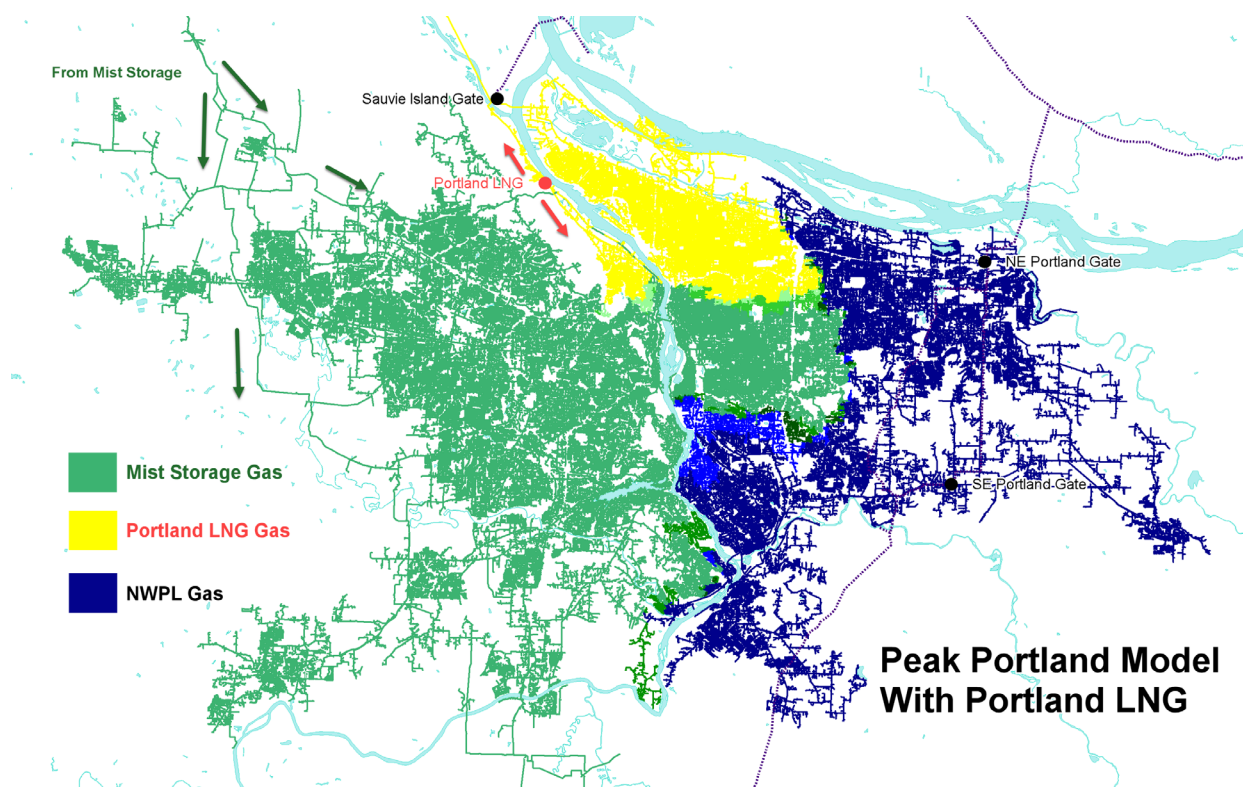 From Mist Storage
Sauvie Island Gate
Portland LNG
NE Portland Gate
Mist Storage Gas
SE Portland Gate
Portland LNG Gas
NWPL Gas
Peak Portland Model
With Portland LNG